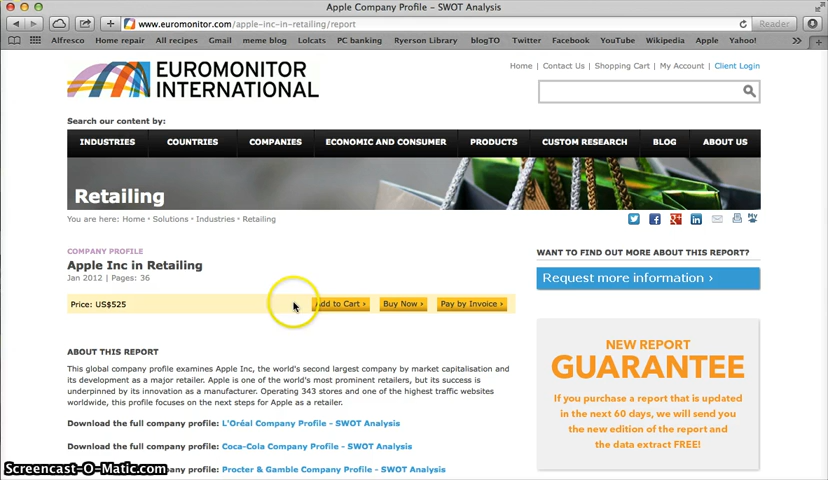 Apple Company Profile – SWOT Analysis
www.euromonitor.com/apple-inc-in-retailing/report
Reader
Alfresco Home repair All recipes Gmail meme blog Lolcats PC banking Ryerson Library blogTO Twitter Facebook YouTube Wikipedia Apple Yahoo!
EUROMONITOR
INTERNATIONAL
Home | Contact Us | Shopping Cart | My Account | Client Login
Search our content by:
INDUSTRIES COUNTRIES COMPANIES ECONOMIC AND CONSUMER PRODUCTS CUSTOM RESEARCH BLOG ABOUT US
Retailing
You are here: Home • Solutions • Industries • Retailing
COMPANY PROFILE
Apple Inc in Retailing
Jan 2012 | Pages: 36
Price: US$525
Add to Cart ›
Buy Now ›
Pay by Invoice ›
WANT TO FIND OUT MORE ABOUT THIS REPORT?
Request more information ›
ABOUT THIS REPORT
This global company profile examines Apple Inc, the world's second largest company by market capitalisation and
its development as a major retailer. Apple is one of the world's most prominent retailers, but its success is
underpinned by its innovation as a manufacturer. Operating 343 stores and one of the highest traffic websites
worldwide, this profile focuses on the next steps for Apple as a retailer.
Download the full company profile: L'Oréal Company Profile - SWOT Analysis
Download the full company profile: Coca-Cola Company Profile - SWOT Analysis
Download the full company profile: Procter & Gamble Company Profile - SWOT Analysis
NEW REPORT
GUARANTEE
If you purchase a report that is updated
in the next 60 days, we will send you
the new edition of the report and
the data extract FREE!
Screencast-O-Matic.com